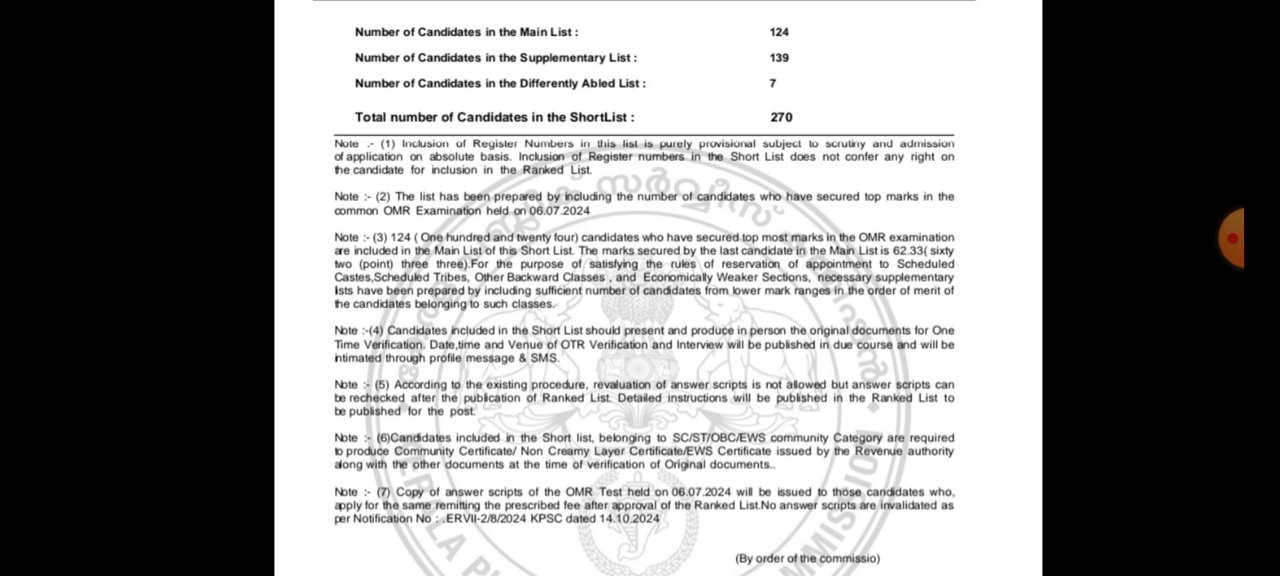 Number of Candidates in the Main List : 124
Number of Candidates in the Supplementary List : 139
Number of Candidates in the Differently Abled List : 7
Total number of Candidates in the ShortList : 270
Note :- (1) Inclusion of Register Numbers in this list is purely provisional subject to scrutiny and admission
of application on absolute basis. Inclusion of Register numbers in the Short List does not confer any right on
the candidate for inclusion in the Ranked List.
Note :- (2) The list has been prepared by including the number of candidates who have secured top marks in the
common OMR Examination held on 06.07.2024
Note :- (3) 124 ( One hundred and twenty four) candidates who have secured top most marks in the OMR examination
are included in the Main List of this Short List. The marks secured by the last candidate in the Main List is 62.33( sixty
two (point) three three).For the purpose of satisfying the rules of reservation of appointment to Scheduled
Castes,Scheduled Tribes, Other Backward Classes , and Economically Weaker Sections, necessary supplementary
lists have been prepared by including sufficient number of candidates from lower mark ranges in the order of merit of
the candidates belonging to such classes.
Note :-(4) Candidates included in the Short List should present and produce in person the original documents for One
Time Verification. Date,time and Venue of OTR Verification and Interview will be published in due course and will be
intimated through profile message & SMS.
Note :- (5) According to the existing procedure, revaluation of answer scripts is not allowed but answer scripts can
be rechecked after the publication of Ranked List. Detailed instructions will be published in the Ranked List to
be published for the post.
Note :- (6)Candidates included in the Short list, belonging to SC/ST/OBC/EWS community Category are required
to produce Community Certificate/ Non Creamy Layer Certificate/EWS Certificate issued by the Revenue authority
along with the other documents at the time of verification of Original documents..
Note :- (7) Copy of answer scripts of the OMR Test held on 06.07.2024 will be issued to those candidates who,
apply for the same remitting the prescribed fee after approval of the Ranked List.No answer scripts are invalidated as
per Notification No : .ERVII-2/8/2024 KPSC dated 14.10.2024
(By order of the commissio)